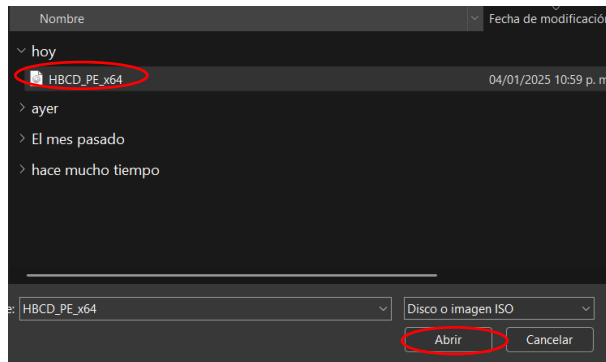 Nombre Fecha de modificació
hoy
HBCD_PE_x64 04/01/2025 10:59 p. m
ayer
El mes pasado
hace mucho tiempo
e: HBCD_PE_x64 Disco o imagen ISO
Abrir Cancelar